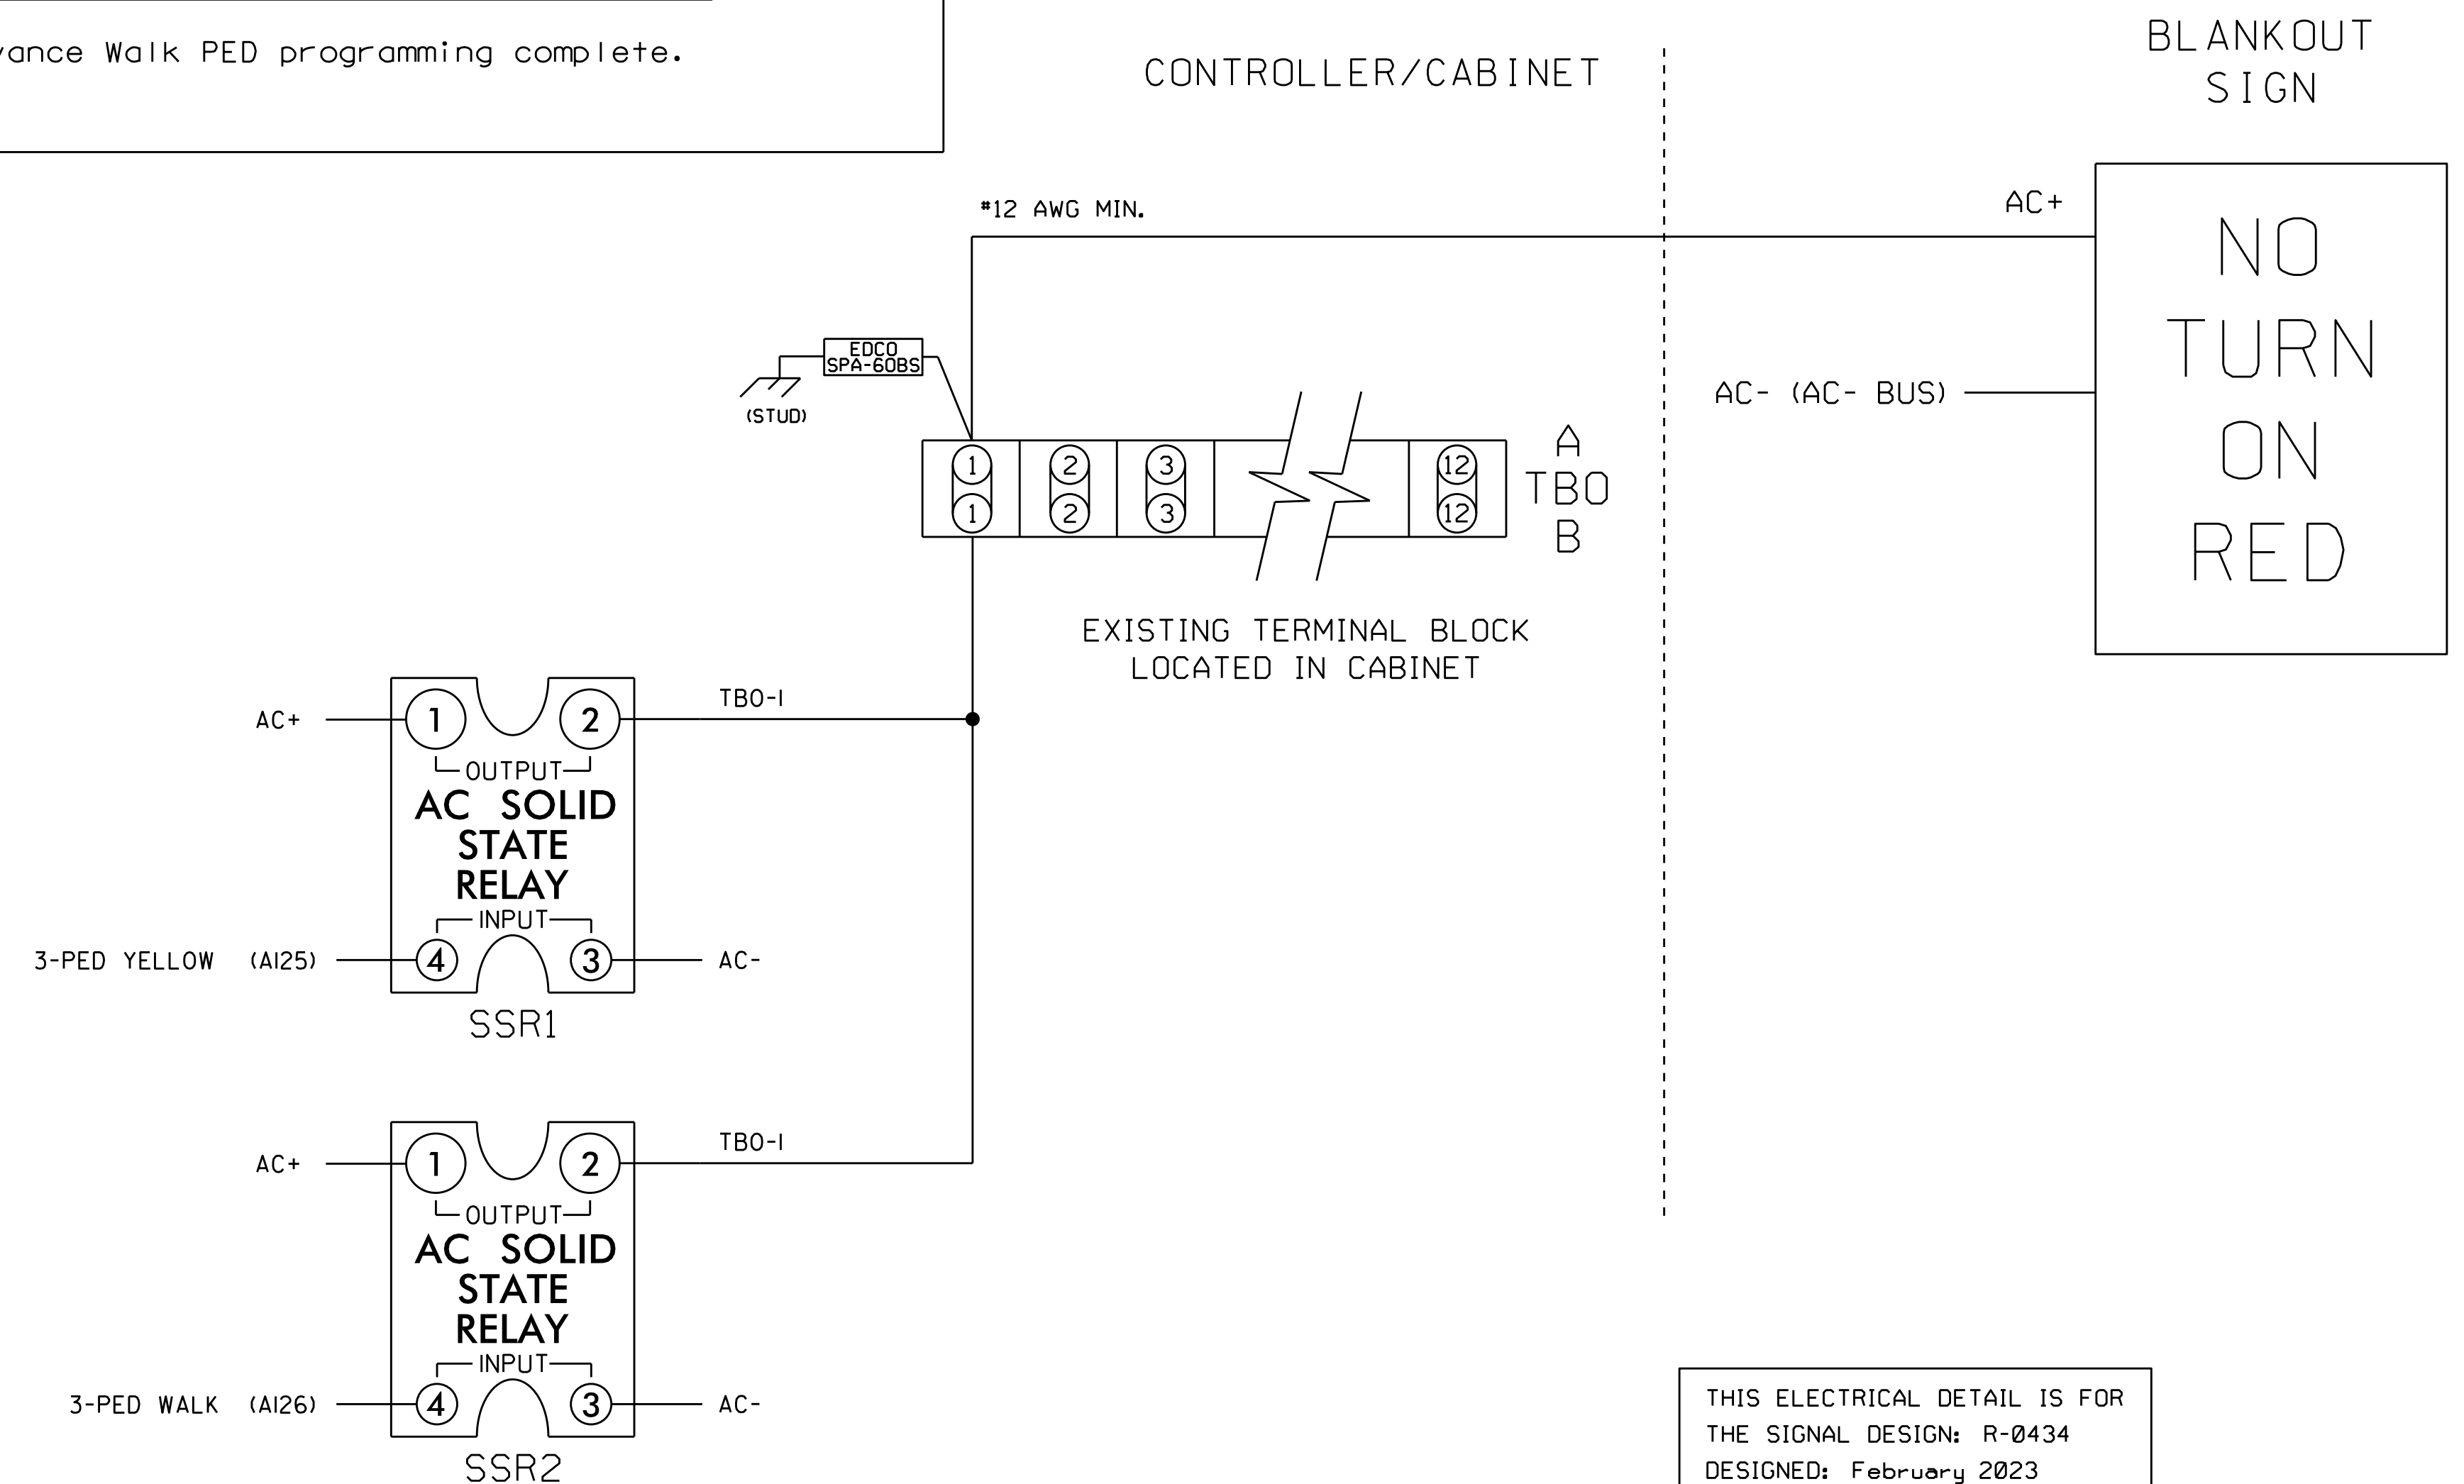 vance Walk PED programming complete.
CONTROLLER/CABINET
BLANKOUT
SIGN
#12 AWG MIN.
AC+
NO
TURN
ON
RED
EDCO
SPA-60BS
(STUD)
AC- (AC- BUS)
1 2 3 12
1 2 3 12
A
TBO
B
EXISTING TERMINAL BLOCK
LOCATED IN CABINET
AC+
1 2
TBO-1
OUTPUT
AC SOLID
STATE
RELAY
INPUT
3-PED YELLOW (A125)
4 3
AC-
SSR1
AC+
1 2
TBO-1
OUTPUT
AC SOLID
STATE
RELAY
INPUT
3-PED WALK (A126)
4 3
AC-
SSR2
THIS ELECTRICAL DETAIL IS FOR
THE SIGNAL DESIGN: R-0434
DESIGNED: February 2023